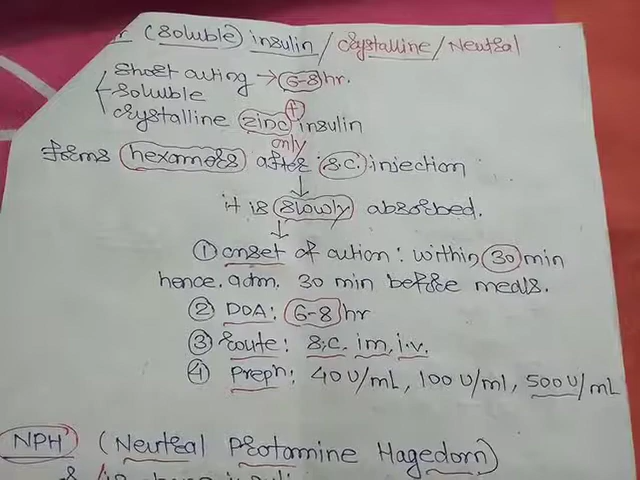 (Soluble) insulin / Crystalline / Neutral
Short acting → 6-8 hr.
Soluble
Crystalline zinc + insulin
only
forms hexamers after s.c. injection
↓
it is slowly absorbed.
↓
① onset of action: within 30 min
hence. adm. 30 min before meals.
② DOA: 6-8 hr
③ Route: s.c. im, i.v.
④ Prepn: 40 U/mL, 100 U/ml, 500 U/mL
NPH (Neutral Protamine Hagedorn)